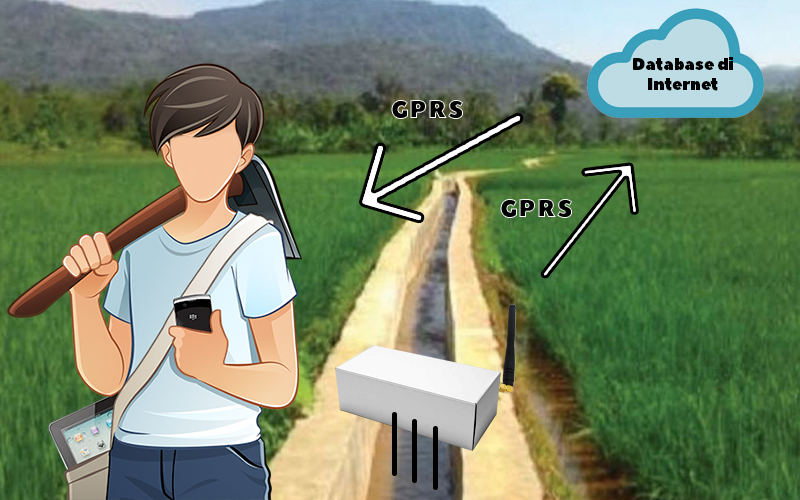 Database di
Internet
GPRS
GPRS